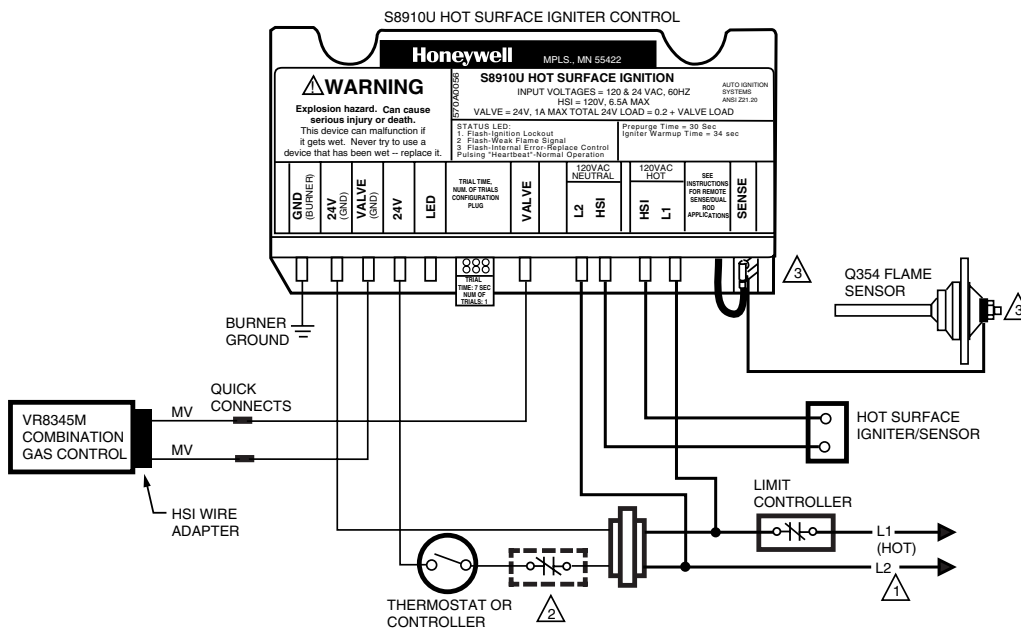 S8910U HOT SURFACE IGNITER CONTROL
Honeywell MPLS., MN 55422
WARNING
Explosion hazard. Can cause
serious injury or death.
This device can malfunction if
it gets wet. Never try to use a
device that has been wet -- replace it.
570A0056
S8910U HOT SURFACE IGNITION
INPUT VOLTAGES = 120 & 24 VAC, 60HZ
HSI = 120V, 6.5A MAX
VALVE = 24V, 1A MAX TOTAL 24V LOAD = 0.2 + VALVE LOAD
AUTO IGNITION
SYSTEMS
ANSI Z21.20
STATUS LED:
1. Flash-Ignition Lockout
2 Flash-Weak Flame Signal
3 Flash-Internal Error-Replace Control
Pulsing "Heartbeat"-Normal Operation
Prepurge Time = 30 Sec
Igniter Warmup Time = 34 sec
GND
(BURNER)
24V
(GND)
VALVE
(GND)
24V
LED
TRIAL TIME,
NUM. OF TRIALS
CONFIGURATION
PLUG
VALVE
120VAC
NEUTRAL
L2
HSI
120VAC
HOT
HSI
L1
SEE
INSTRUCTIONS
FOR REMOTE
SENSE/DUAL
ROD
APPLICATIONS
SENSE
TRIAL
TIME: 7 SEC
NUM OF
TRIALS: 1
3
Q354 FLAME
SENSOR
3
BURNER
GROUND
QUICK
CONNECTS
VR8345M
COMBINATION
GAS CONTROL
MV
MV
HSI WIRE
ADAPTER
HOT SURFACE
IGNITER/SENSOR
LIMIT
CONTROLLER
L1
(HOT)
L2
1
THERMOSTAT OR
CONTROLLER
2